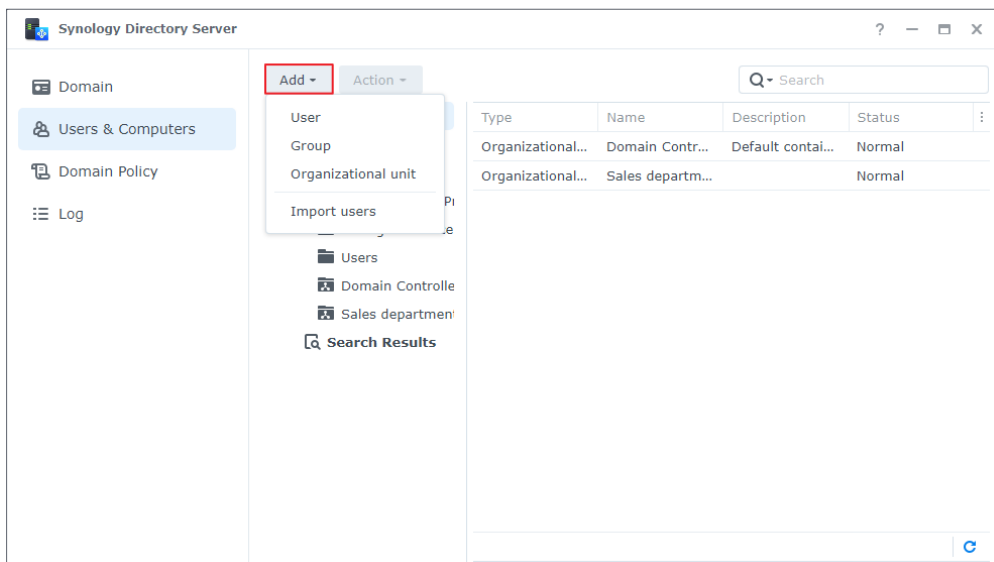 Synology Directory Server
?
Domain
Users & Computers
Domain Policy
Log
Add
Action
Search
User
Group
Organizational unit
Import users
Users
Domain Controlle
Sales department
Search Results
Type Name Description Status
Organizational... Domain Contr... Default contai... Normal
Organizational... Sales departm... Normal